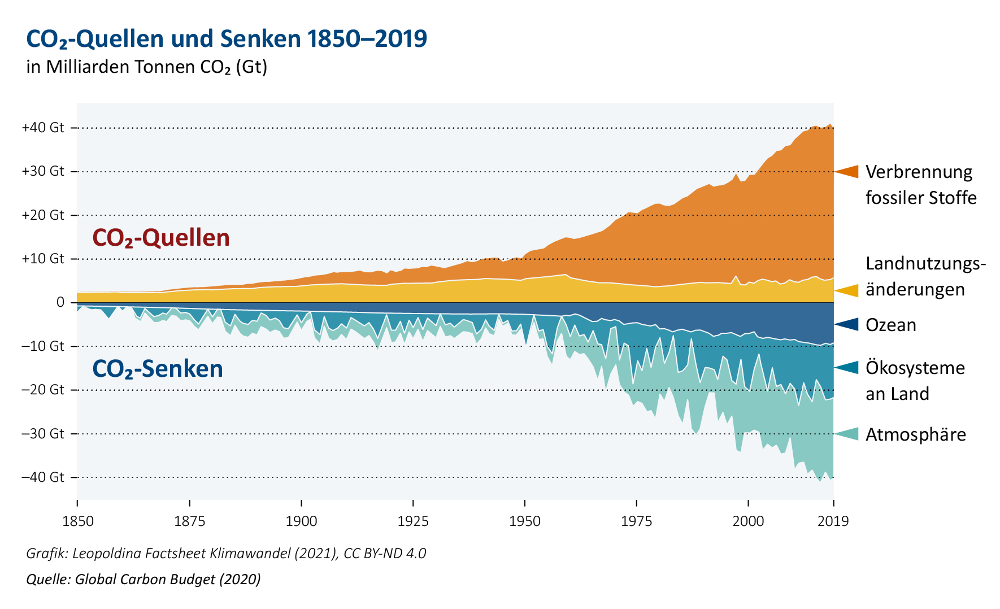 CO₂-Quellen und Senken 1850–2019
in Milliarden Tonnen CO₂ (Gt)
+40 Gt
+30 Gt
+20 Gt
+10 Gt
0
–10 Gt
–20 Gt
–30 Gt
–40 Gt
CO₂-Quellen
CO₂-Senken
Verbrennung
fossiler Stoffe
Landnutzungs-
änderungen
Ozean
Ökosysteme
an Land
Atmosphäre
1850 1875 1900 1925 1950 1975 2000 2019
Grafik: Leopoldina Factsheet Klimawandel (2021), CC BY-ND 4.0
Quelle: Global Carbon Budget (2020)